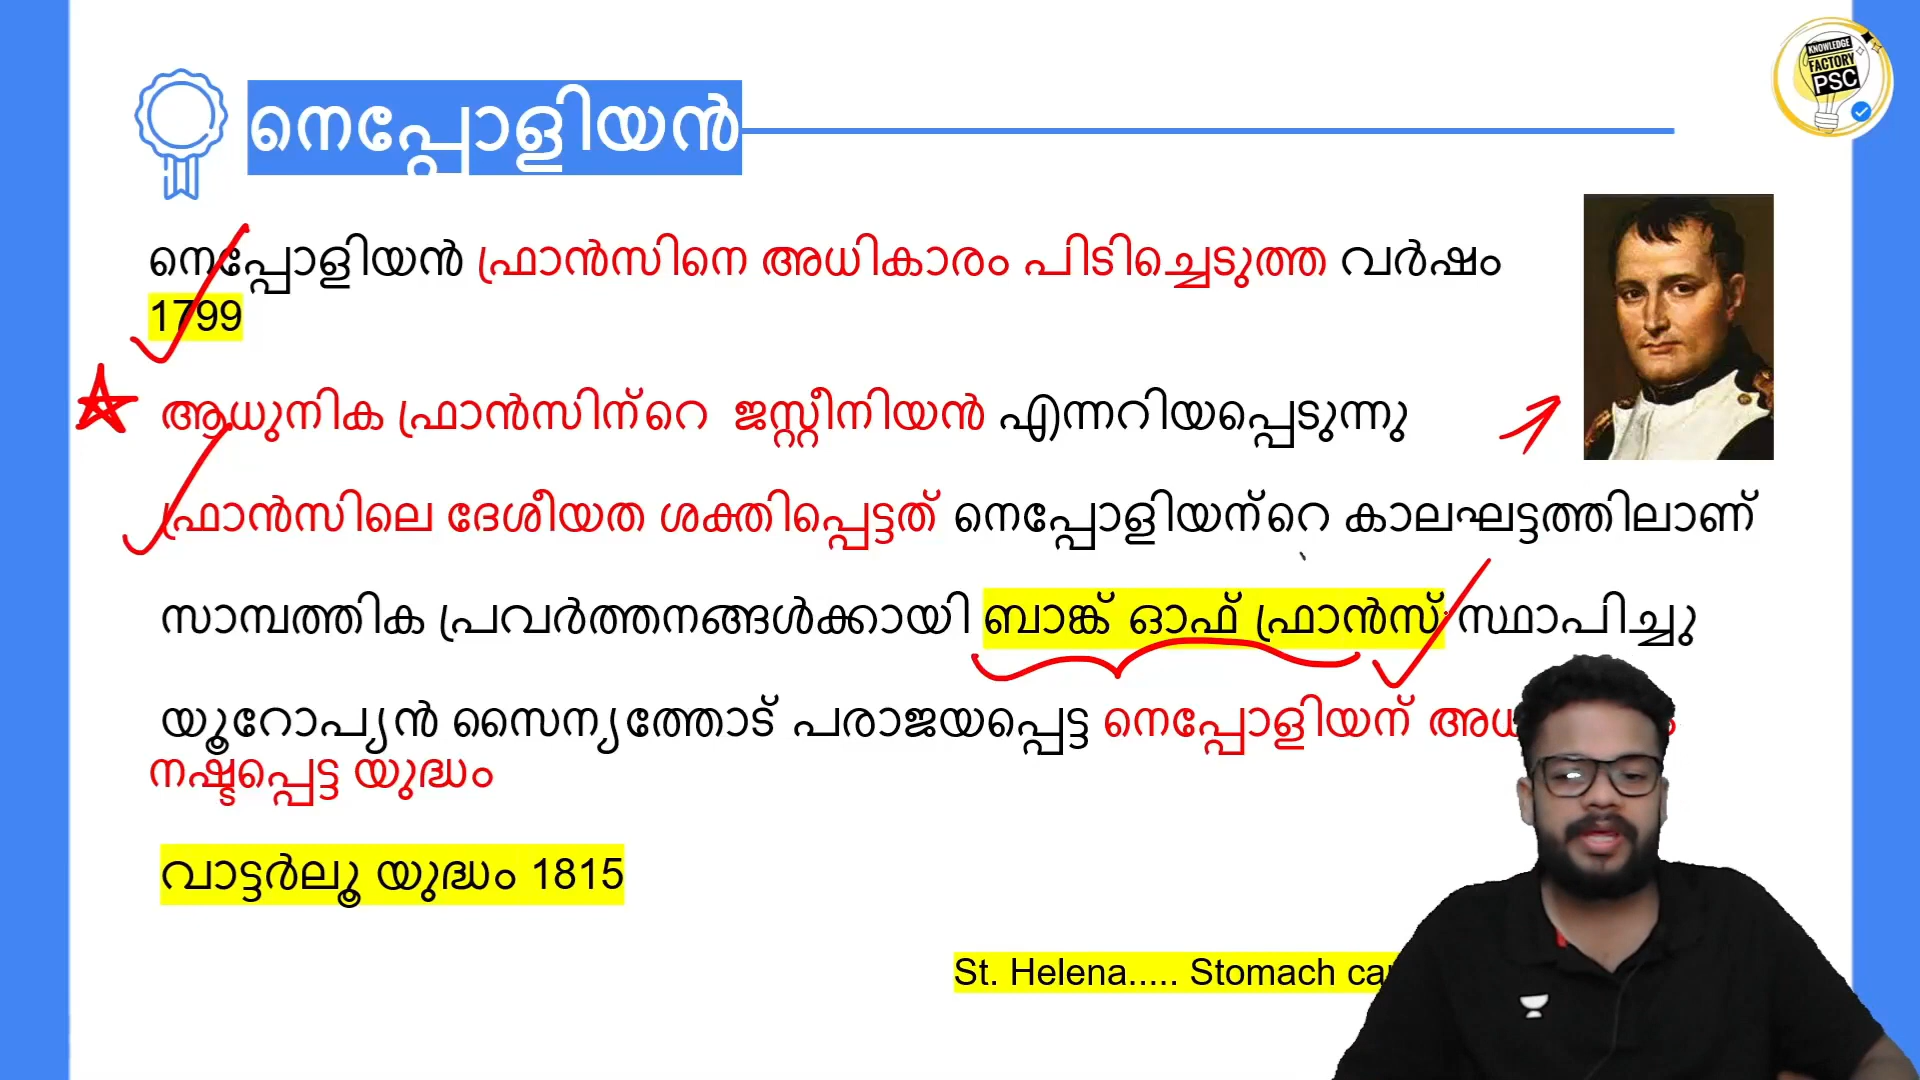 KNOWLEDGE
FACTORY
PSC
നെപ്പോളിയൻ
നെപ്പോളിയൻ ഫ്രാൻസിനെ അധികാരം പിടിച്ചെടുത്ത വർഷം
1799
ആധുനിക ഫ്രാൻസിന്റെ ജസ്റ്റീനിയൻ എന്നറിയപ്പെടുന്നു
ഫ്രാൻസിലെ ദേശീയത ശക്തിപ്പെട്ടത് നെപ്പോളിയന്റെ കാലഘട്ടത്തിലാണ്
സാമ്പത്തിക പ്രവർത്തനങ്ങൾക്കായി ബാങ്ക് ഓഫ് ഫ്രാൻസ് സ്ഥാപിച്ചു
യൂറോപ്യൻ സൈന്യത്തോട് പരാജയപ്പെട്ട നെപ്പോളിയന്
നഷ്ടപ്പെട്ട യുദ്ധം
വാട്ടർലൂ യുദ്ധം 1815
St. Helena..... Stomach